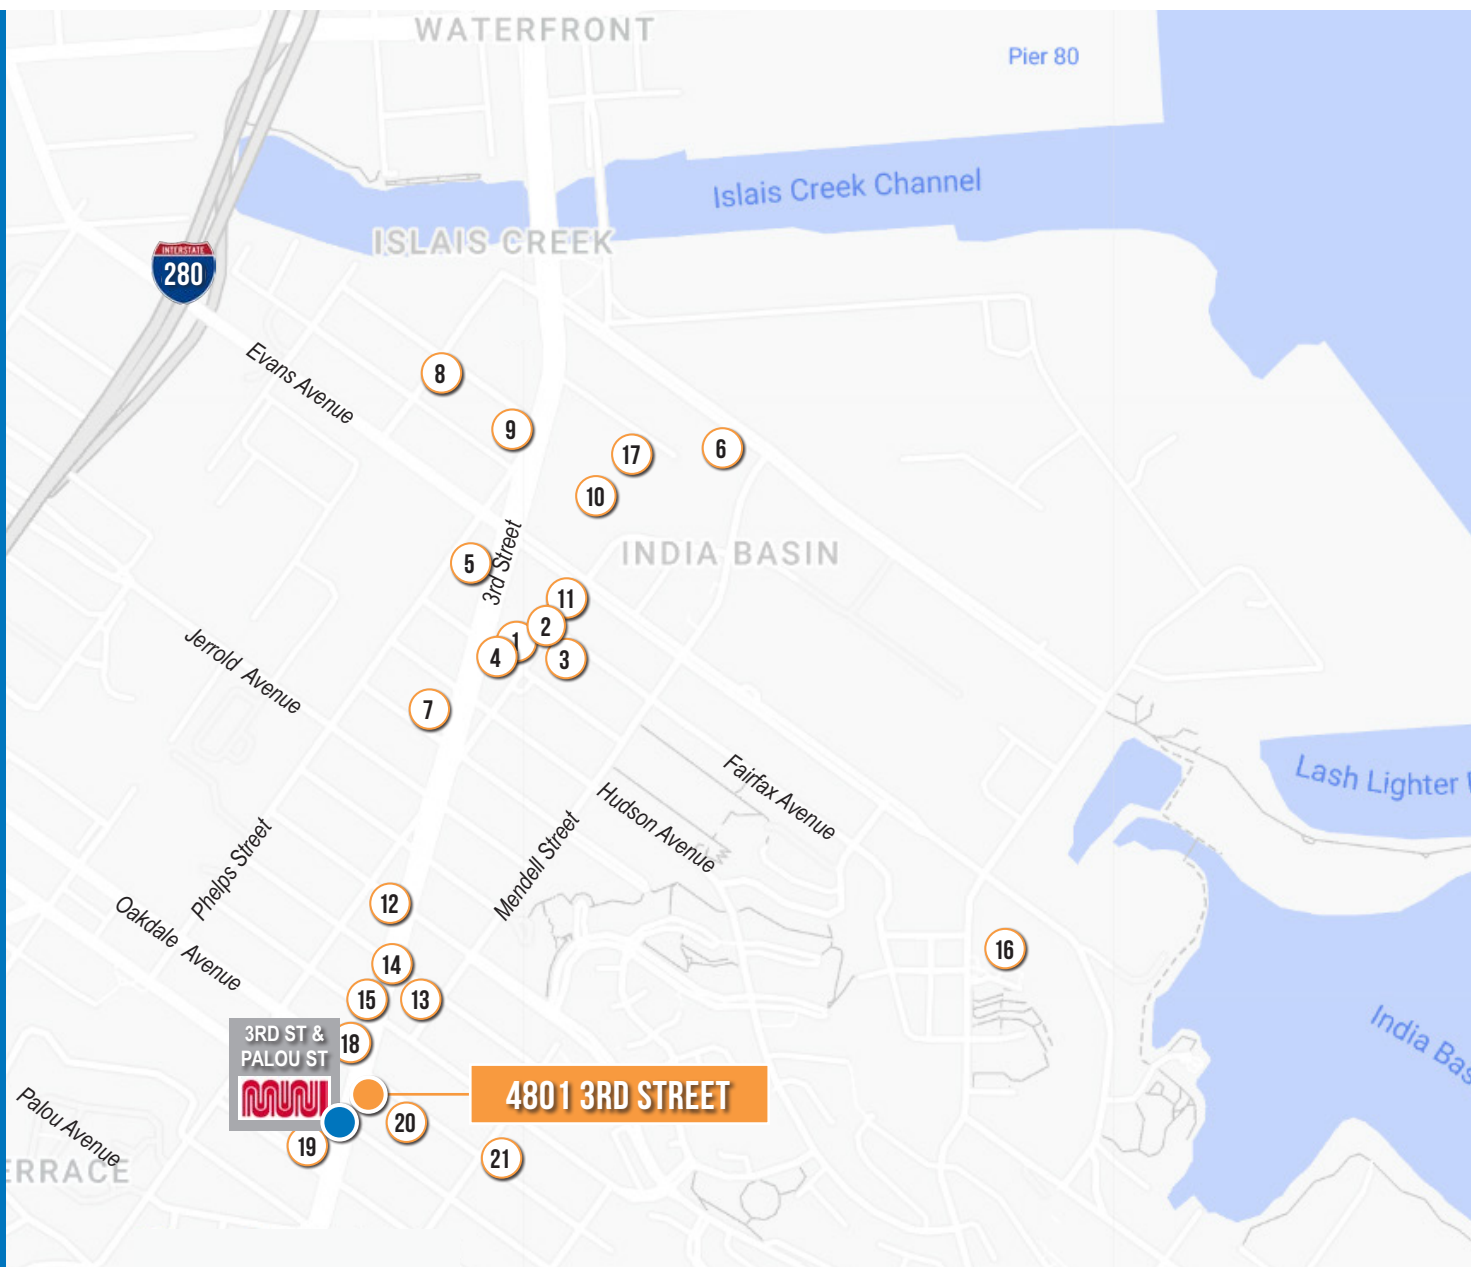 WATERFRONT
Pier 80
Islais Creek Channel
ISLAIS CREEK
INTERSTATE
280
Evans Avenue
8
9
17
6
10
3rd Street
5
INDIA BASIN
11
2
1
4
3
Jerrold Avenue
7
Fairfax Avenue
Lash Lighter
Hudson Avenue
Mendell Street
Phelps Street
12
Oakdale Avenue
14
16
15
13
3RD ST &
PALOU ST
18
MUNI
4801 3RD STREET
India Bas
20
19
21
Palou Avenue
ERRACE